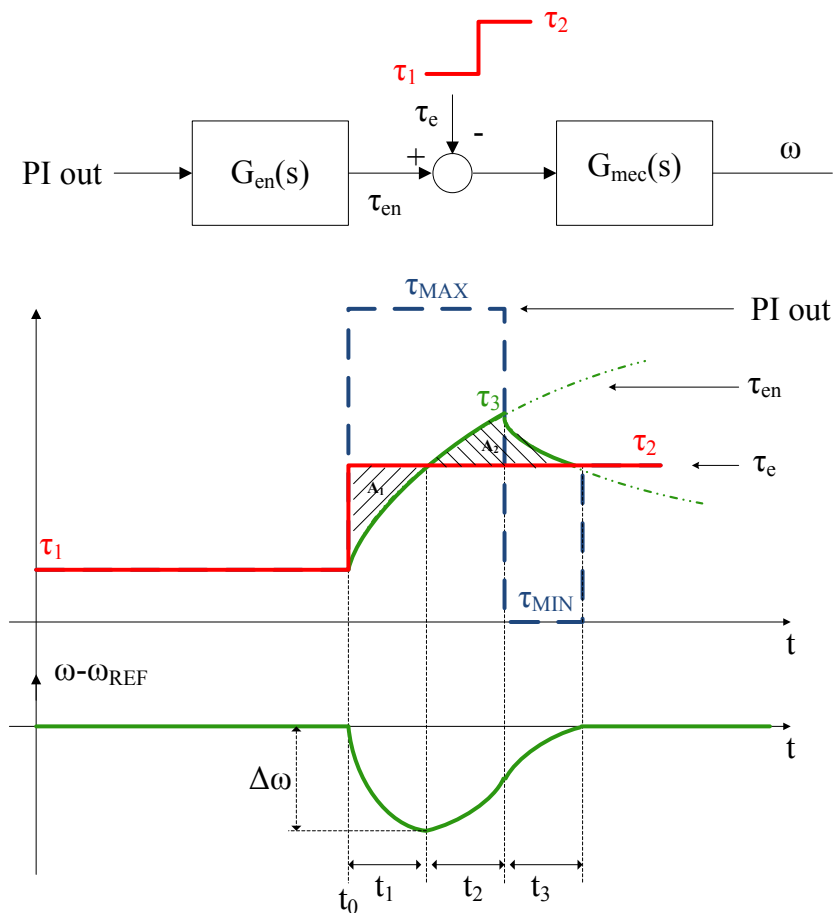 τ2
τ1
τe
-
PI out
Gen(s)
+
τen
Gmec(s)
ω
τMAX
PI out
τ3
τen
A1
A2
τ2
τe
τ1
τMIN
t
ω-ωREF
t
Δω
t0
t1
t2
t3